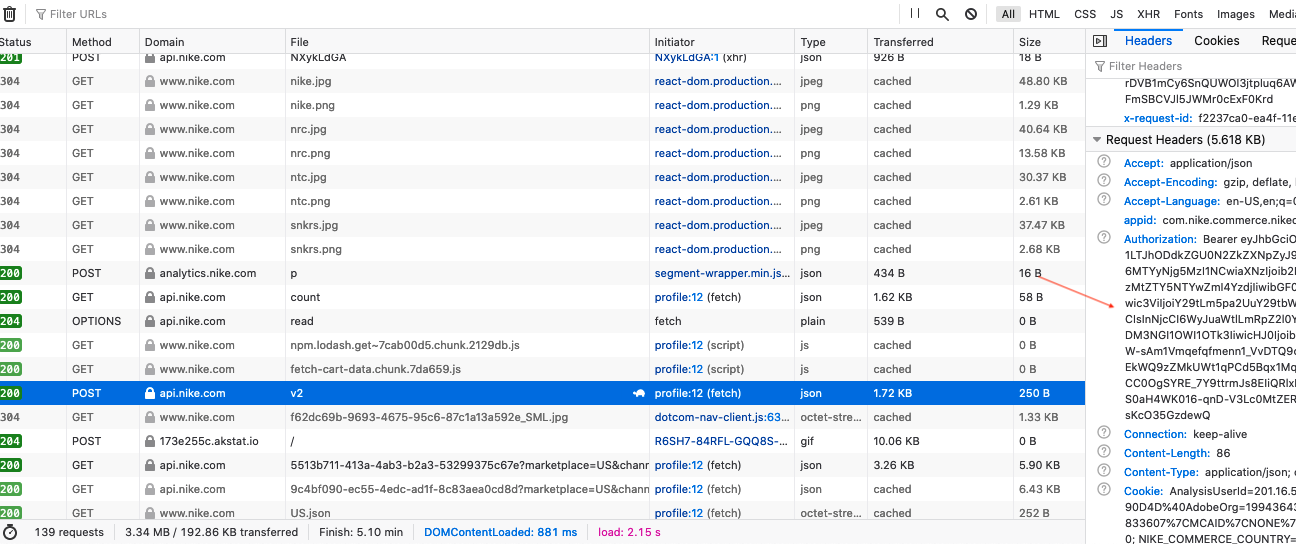 Filter URLs All HTML CSS JS XHR Fonts Images Medi
Status Method Domain File Initiator Type Transferred Size
201 POST api.nike.com NXykLdGA NXykLdGA:1 (xhr) json 926 B 18 B
304 GET www.nike.com nike.jpg react-dom.production.... jpeg cached 48.80 KB
304 GET www.nike.com nike.png react-dom.production.... png cached 1.29 KB
304 GET www.nike.com nrc.jpg react-dom.production.... jpeg cached 40.64 KB
304 GET www.nike.com nrc.png react-dom.production.... png cached 13.58 KB
304 GET www.nike.com ntc.jpg react-dom.production.... jpeg cached 30.37 KB
304 GET www.nike.com ntc.png react-dom.production.... png cached 2.61 KB
304 GET www.nike.com snkrs.jpg react-dom.production.... jpeg cached 37.47 KB
304 GET www.nike.com snkrs.png react-dom.production.... png cached 2.68 KB
200 POST analytics.nike.com p segment-wrapper.min.js... json 434 B 16 B
200 GET api.nike.com count profile:12 (fetch) json 1.62 KB 58 B
204 OPTIONS api.nike.com read fetch plain 539 B 0 B
200 GET www.nike.com npm.lodash.get~7cab00d5.chunk.2129db.js profile:12 (script) js cached 0 B
200 GET www.nike.com fetch-cart-data.chunk.7da659.js profile:12 (script) js cached 0 B
200 POST api.nike.com v2 profile:12 (fetch) json 1.72 KB 250 B
304 GET www.nike.com f62dc69b-9693-4675-95c6-87c1a13a592e_SML.jpg dotcom-nav-client.js:63... octet-stre... cached 1.33 KB
204 POST 173e255c.akstat.io / R6SH7-84RFL-GQQ8S-... gif 10.06 KB 0 B
200 GET api.nike.com 5513b711-413a-4ab3-b2a3-53299375c67e?marketplace=US&chann profile:12 (fetch) json 3.26 KB 5.90 KB
200 GET api.nike.com 9c4bf090-ec55-4edc-ad1f-8c83aea0cd8d?marketplace=US&chann profile:12 (fetch) json cached 6.43 KB
200 GET www.nike.com US.json profile:12 (fetch) octet-stre... cached 252 B
139 requests 3.34 MB / 192.86 KB transferred Finish: 5.10 min DOMContentLoaded: 881 ms load: 2.15 s
Headers Cookies Reque
Filter Headers
rDVB1mCy6SnQUWOl3jtpIuq6AW
FmSBCVJl5JWMr0cExF0Krd
x-request-id: f2237ca0-ea4f-11e
Request Headers (5.618 KB)
Accept: application/json
Accept-Encoding: gzip, deflate,
Accept-Language: en-US,en;q=0
appid: com.nike.commerce.niked
Authorization: Bearer eyJhbGciO
1LTJhODdkZGU0N2ZkZXNpZyJ9
6MTYyNjg5MzI1NCwiaXNzIjoib2I
zMtZTY5NTYwZmI4YzdjIiwibGF0
wic3ViIjoiY29tLm5pa2UuY29tbW
CIsInNjcCI6WyJuaWtlLmRpZ2l0Y
DM3NGI1OWI1OTk3IiwicHJ0Ijoib
W-sAm1Vmqefqfmenn1_VvDTQ9c
EkWQ9zZMkUWt1qPCd5Bqx1Mq
CC0OgSYRE_7Y9ttrmJs8EIiQRIxl
S0aH4WK016-qnD-V3Lc0MtZER
sKcO35GzdewQ
Connection: keep-alive
Content-Length: 86
Content-Type: application/json; c
Cookie: AnalysisUserId=201.16.5
90D4D%40AdobeOrg=19943643
833607%7CMCAID%7CNONE%7
0; NIKE_COMMERCE_COUNTRY=